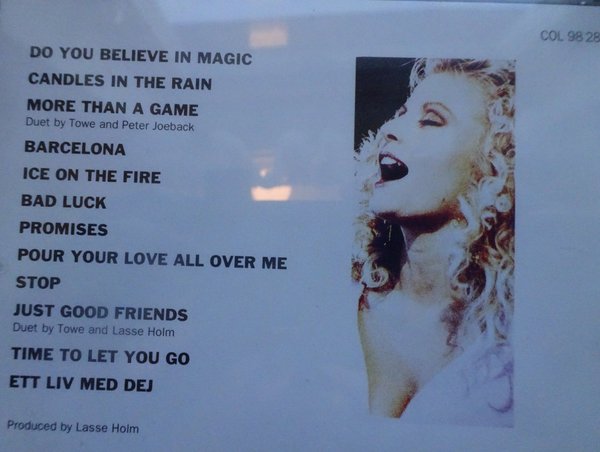 COL 98 28
DO YOU BELIEVE IN MAGIC
CANDLES IN THE RAIN
MORE THAN A GAME
Duet by Towe and Peter Joeback
BARCELONA
ICE ON THE FIRE
BAD LUCK
PROMISES
POUR YOUR LOVE ALL OVER ME
STOP
JUST GOOD FRIENDS
Duet by Towe and Lasse Holm
TIME TO LET YOU GO
ETT LIV MED DEJ
Produced by Lasse Holm